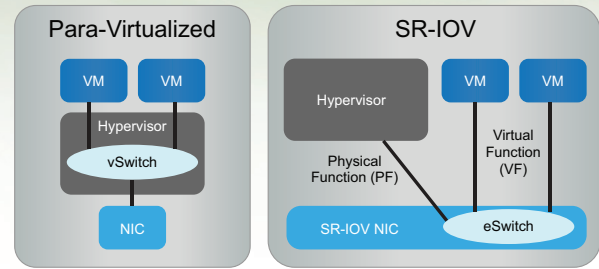 Para-Virtualized
VM VM
Hypervisor
vSwitch
NIC
SR-IOV
Hypervisor
VM VM
Physical
Function (PF)
Virtual
Function
(VF)
SR-IOV NIC
eSwitch